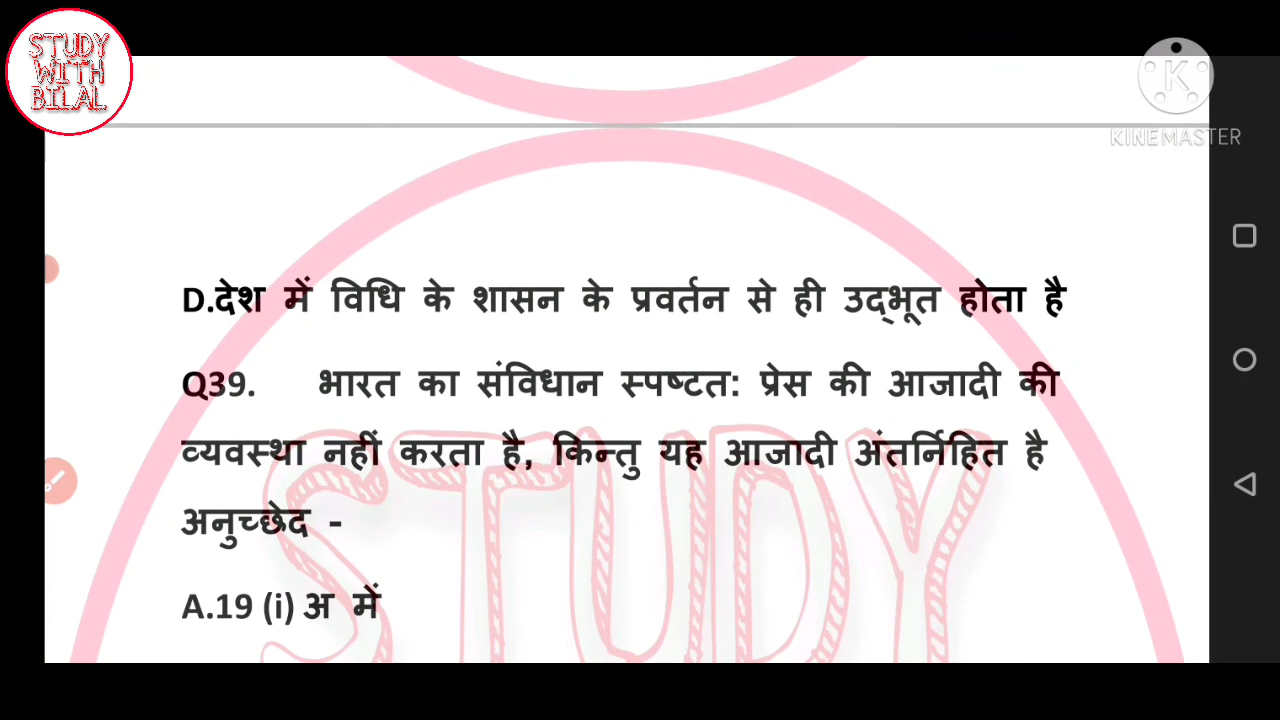 STUDY
WITH
BILAL
K
KINEMASTER
D.देश में विधि के शासन के प्रवर्तन से ही उद्भूत होता है
Q39. भारत का संविधान स्पष्टत: प्रेस की आजादी की
व्यवस्था नहीं करता है, किन्तु यह आजादी अंतर्निहित है
अनुच्छेद -
A.19 (i) अ में
STUDY